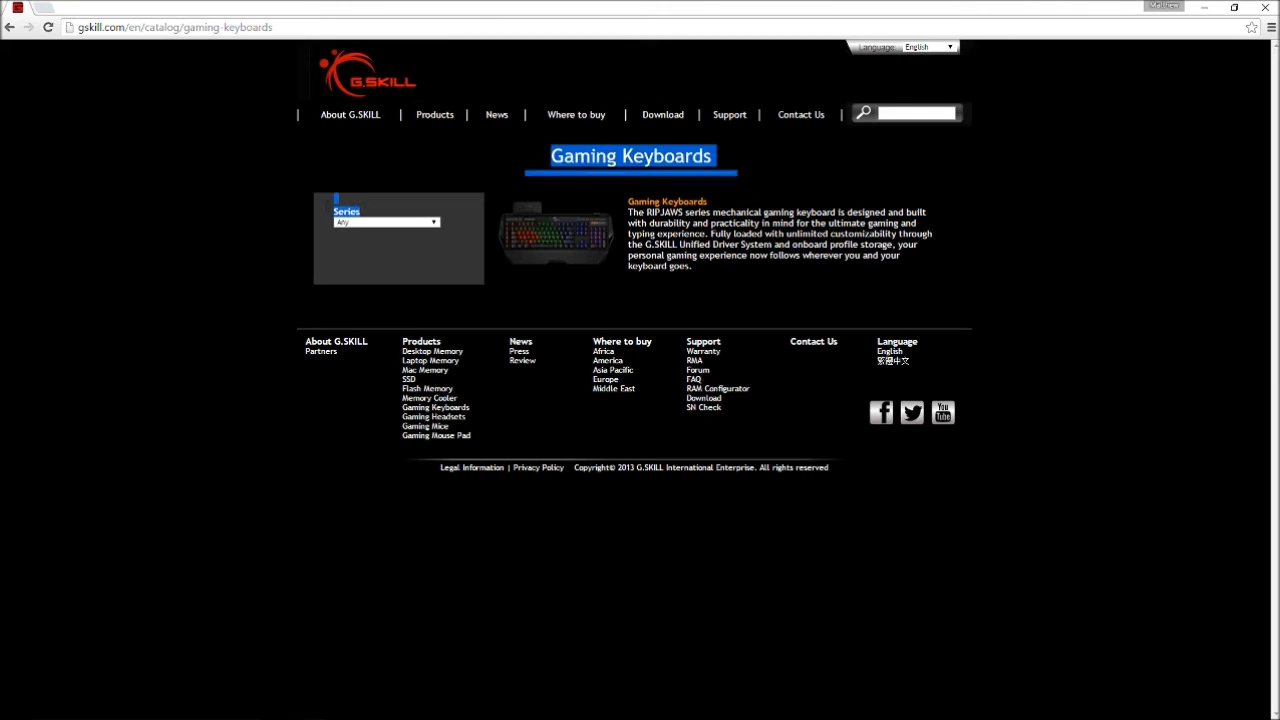 Matthew
gskill.com/en/catalog/gaming-keyboards
Language: English
G.SKILL
About G.SKILL
Products
News
Where to buy
Download
Support
Contact Us
Gaming Keyboards
Series
Any
Gaming Keyboards
The RIPJAWS series mechanical gaming keyboard is designed and built
with durability and practicality in mind for the ultimate gaming and
typing experience. Fully loaded with unlimited customizability through
the G.SKILL Unified Driver System and onboard profile storage, your
personal gaming experience now follows wherever you and your
keyboard goes.
About G.SKILL
Partners
Products
Desktop Memory
Laptop Memory
Mac Memory
SSD
Flash Memory
Memory Cooler
Gaming Keyboards
Gaming Headsets
Gaming Mice
Gaming Mouse Pad
News
Press
Review
Where to buy
Africa
America
Asia Pacific
Europe
Middle East
Support
Warranty
RMA
Forum
FAQ
RAM Configurator
Download
SN Check
Contact Us
Language
English
繁體中文
You
Tube
Legal Information | Privacy Policy Copyright© 2013 G.SKILL International Enterprise. All rights reserved